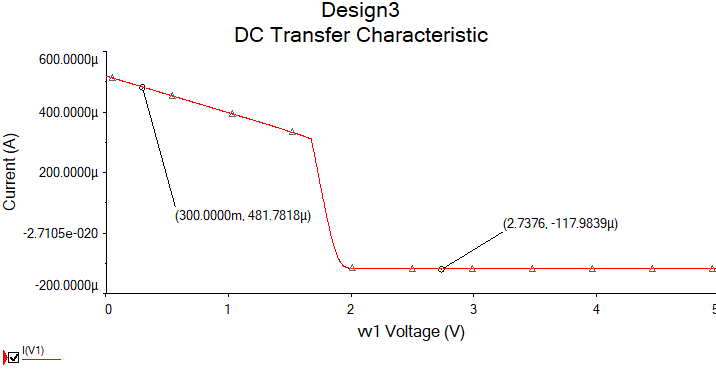 Design3
DC Transfer Characteristic
600.0000µ
400.0000µ
200.0000µ
-2.7105e-020
-200.0000µ
Current (A)
(300.0000m, 481.7818µ)
(2.7376, -117.9839µ)
0 1 2 3 4 5
vv1 Voltage (V)
I(V1)